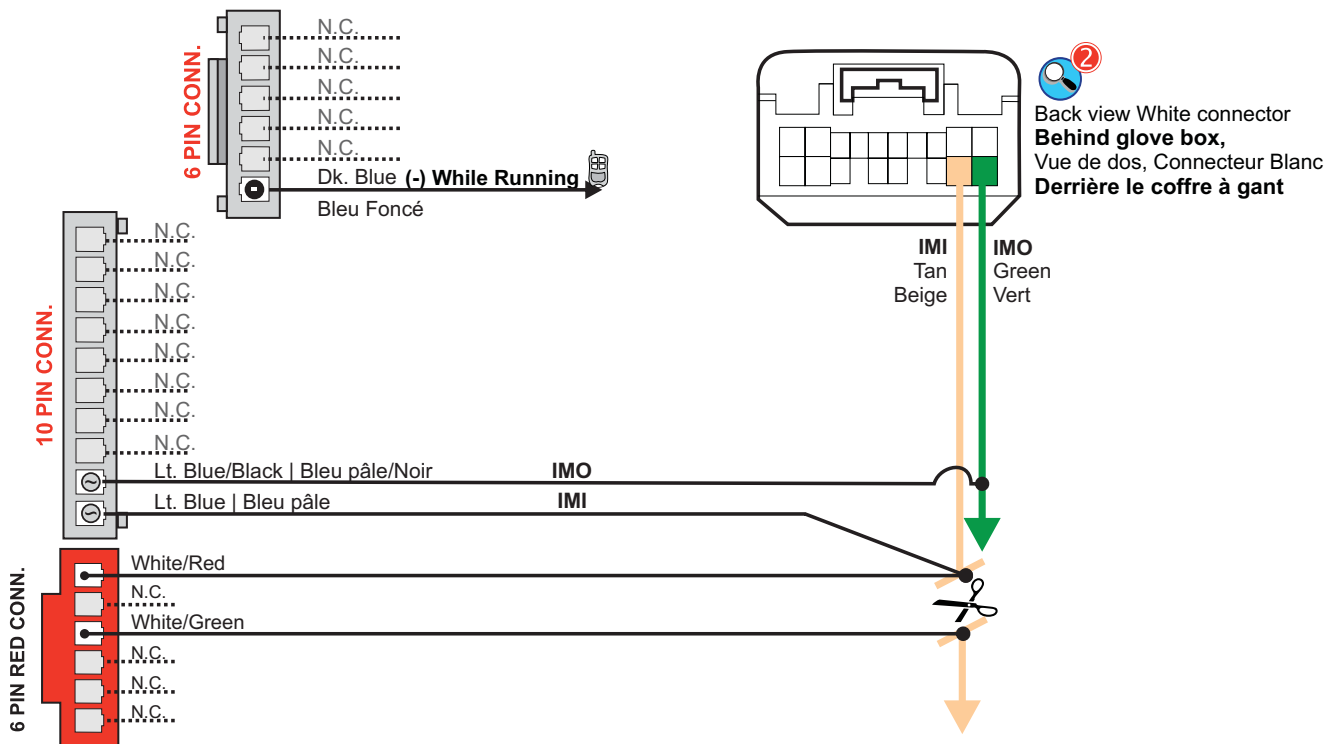 6 PIN CONN.
N.C.
N.C.
N.C.
N.C.
N.C.
Dk. Blue (-) While Running
Bleu Foncé
2
Back view White connector
Behind glove box,
Vue de dos, Connecteur Blanc
Derrière le coffre à gant
IMI
Tan
Beige
IMO
Green
Vert
10 PIN CONN.
N.C.
N.C.
N.C.
N.C.
N.C.
N.C.
N.C.
N.C.
Lt. Blue/Black | Bleu pâle/Noir IMO
Lt. Blue | Bleu pâle IMI
6 PIN RED CONN.
White/Red
N.C.
White/Green
N.C.
N.C.
N.C.